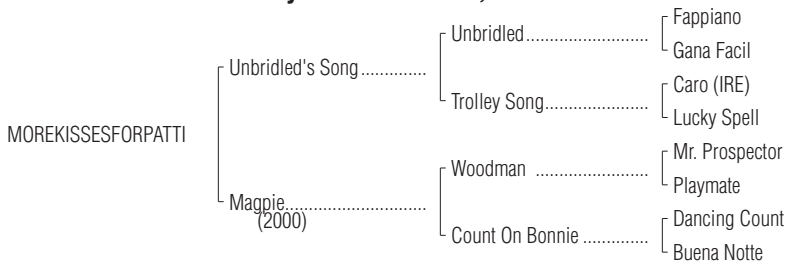 Fappiano
Unbridled..........................
Gana Facil
Unbridled's Song..............
Caro (IRE)
Trolley Song......................
Lucky Spell
MOREKISSESFORPATTI
Mr. Prospector
Woodman ........................
Playmate
Magpie..............................
(2000)
Dancing Count
Count On Bonnie ..............
Buena Notte